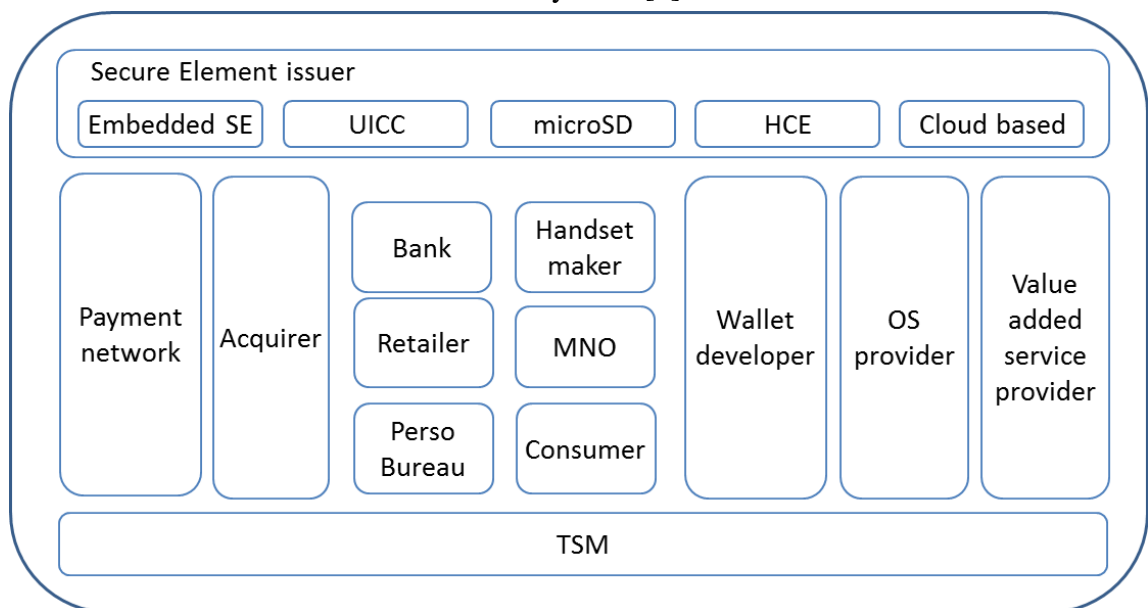 Secure Element issuer
Embedded SE
UICC
microSD
HCE
Cloud based
Payment
network
Acquirer
Bank
Retailer
Perso
Bureau
Handset
maker
MNO
Consumer
Wallet
developer
OS
provider
Value
added
service
provider
TSM